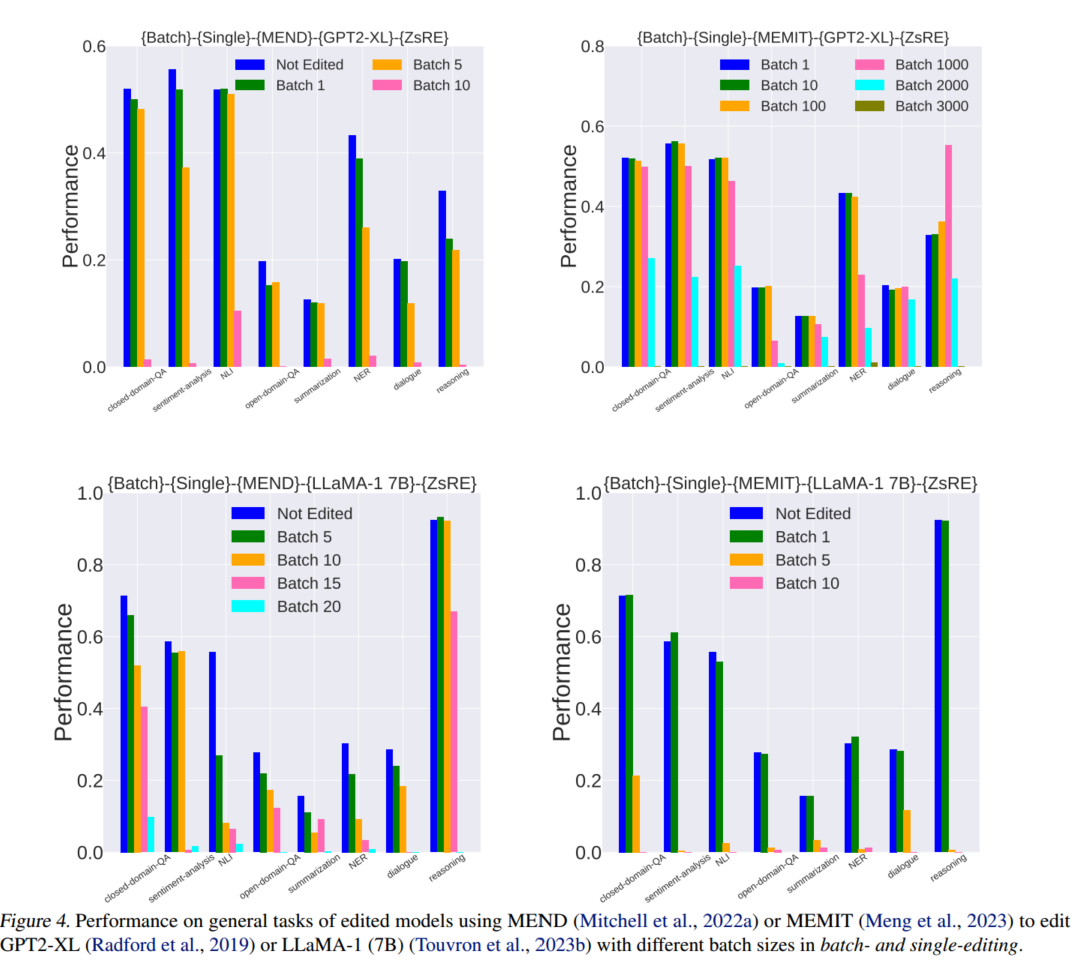 {Batch}-{Single}-{MEND}-{GPT2-XL}-{ZsRE}
Performance
0.6
0.4
0.2
0.0
Not Edited
Batch 1
Batch 5
Batch 10
closed-domain-QA
sentiment-analysis
NLI
open-domain-QA
summarization
NER
dialogue
reasoning
{Batch}-{Single}-{MEMIT}-{GPT2-XL}-{ZsRE}
Performance
0.8
0.6
0.4
0.2
0.0
Batch 1
Batch 10
Batch 100
Batch 1000
Batch 2000
Batch 3000
closed-domain-QA
sentiment-analysis
NLI
open-domain-QA
summarization
NER
dialogue
reasoning
{Batch}-{Single}-{MEND}-{LLaMA-1 7B}-{ZsRE}
Performance
1.0
0.8
0.6
0.4
0.2
0.0
Not Edited
Batch 5
Batch 10
Batch 15
Batch 20
closed-domain-QA
sentiment-analysis
NLI
open-domain-QA
summarization
NER
dialogue
reasoning
{Batch}-{Single}-{MEMIT}-{LLaMA-1 7B}-{ZsRE}
Performance
1.0
0.8
0.6
0.4
0.2
0.0
Not Edited
Batch 1
Batch 5
Batch 10
closed-domain-QA
sentiment-analysis
NLI
open-domain-QA
summarization
NER
dialogue
reasoning
Figure 4. Performance on general tasks of edited models using MEND (Mitchell et al., 2022a) or MEMIT (Meng et al., 2023) to edit
GPT2-XL (Radford et al., 2019) or LLaMA-1 (7B) (Touvron et al., 2023b) with different batch sizes in batch- and single-editing.